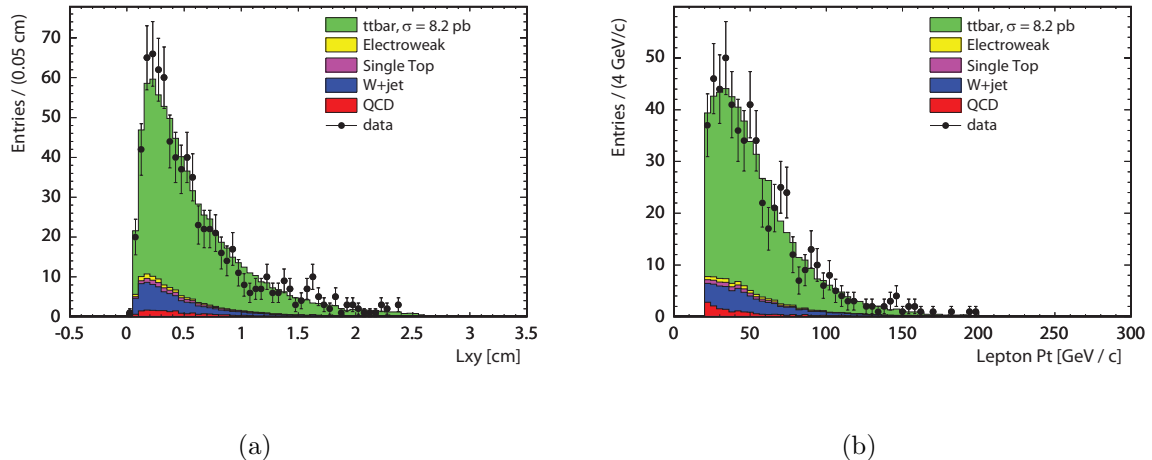 ttbar, σ = 8.2 pb
Electroweak
Single Top
W+jet
QCD
data
Entries / (0.05 cm)
70
60
50
40
30
20
10
0
-0.5 0 0.5 1 1.5 2 2.5 3 3.5
Lxy [cm]
(a)
ttbar, σ = 8.2 pb
Electroweak
Single Top
W+jet
QCD
data
Entries / (4 GeV/c)
50
40
30
20
10
0
0 50 100 150 200 250 300
Lepton Pt [GeV / c]
(b)